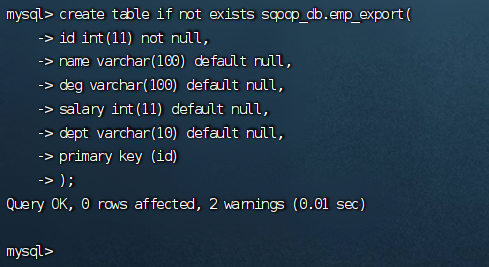 mysql> create table if not exists sqoop_db.emp_export(
    -> id int(11) not null,
    -> name varchar(100) default null,
    -> deg varchar(100) default null,
    -> salary int(11) default null,
    -> dept varchar(10) default null,
    -> primary key (id)
    -> );
Query OK, 0 rows affected, 2 warnings (0.01 sec)
mysql>